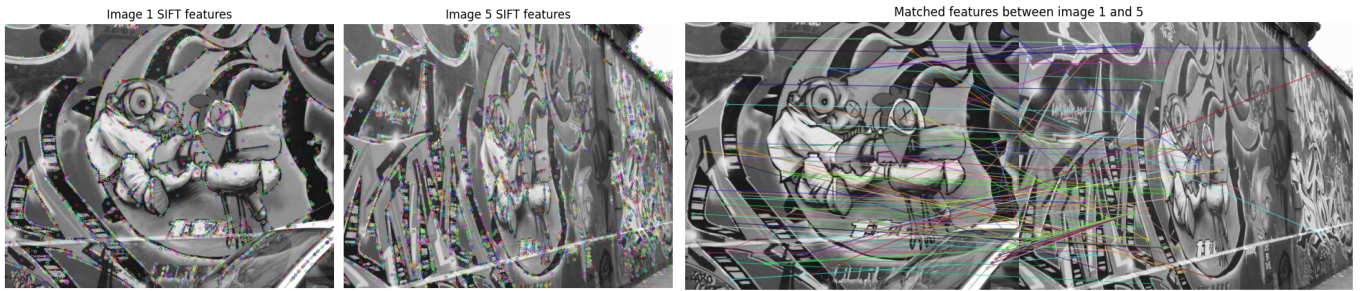 Image 1 SIFT features
Image 5 SIFT features
Matched features between image 1 and 5